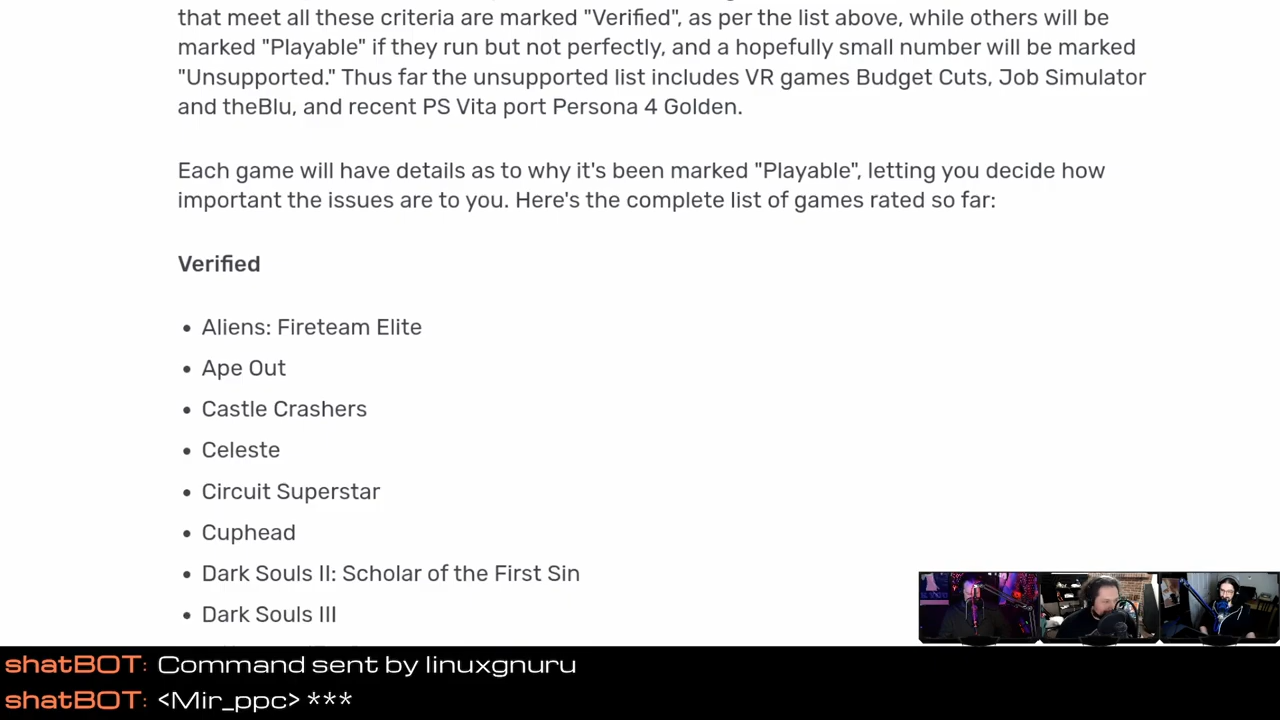 that meet all these criteria are marked "Verified", as per the list above, while others will be
marked "Playable" if they run but not perfectly, and a hopefully small number will be marked
"Unsupported." Thus far the unsupported list includes VR games Budget Cuts, Job Simulator
and theBlu, and recent PS Vita port Persona 4 Golden.
Each game will have details as to why it's been marked "Playable", letting you decide how
important the issues are to you. Here's the complete list of games rated so far:
Verified
• Aliens: Fireteam Elite
• Ape Out
• Castle Crashers
• Celeste
• Circuit Superstar
• Cuphead
• Dark Souls II: Scholar of the First Sin
• Dark Souls III
shatBOT: Command sent by linuxgnuru
shatBOT: <Mir_ppc> ***